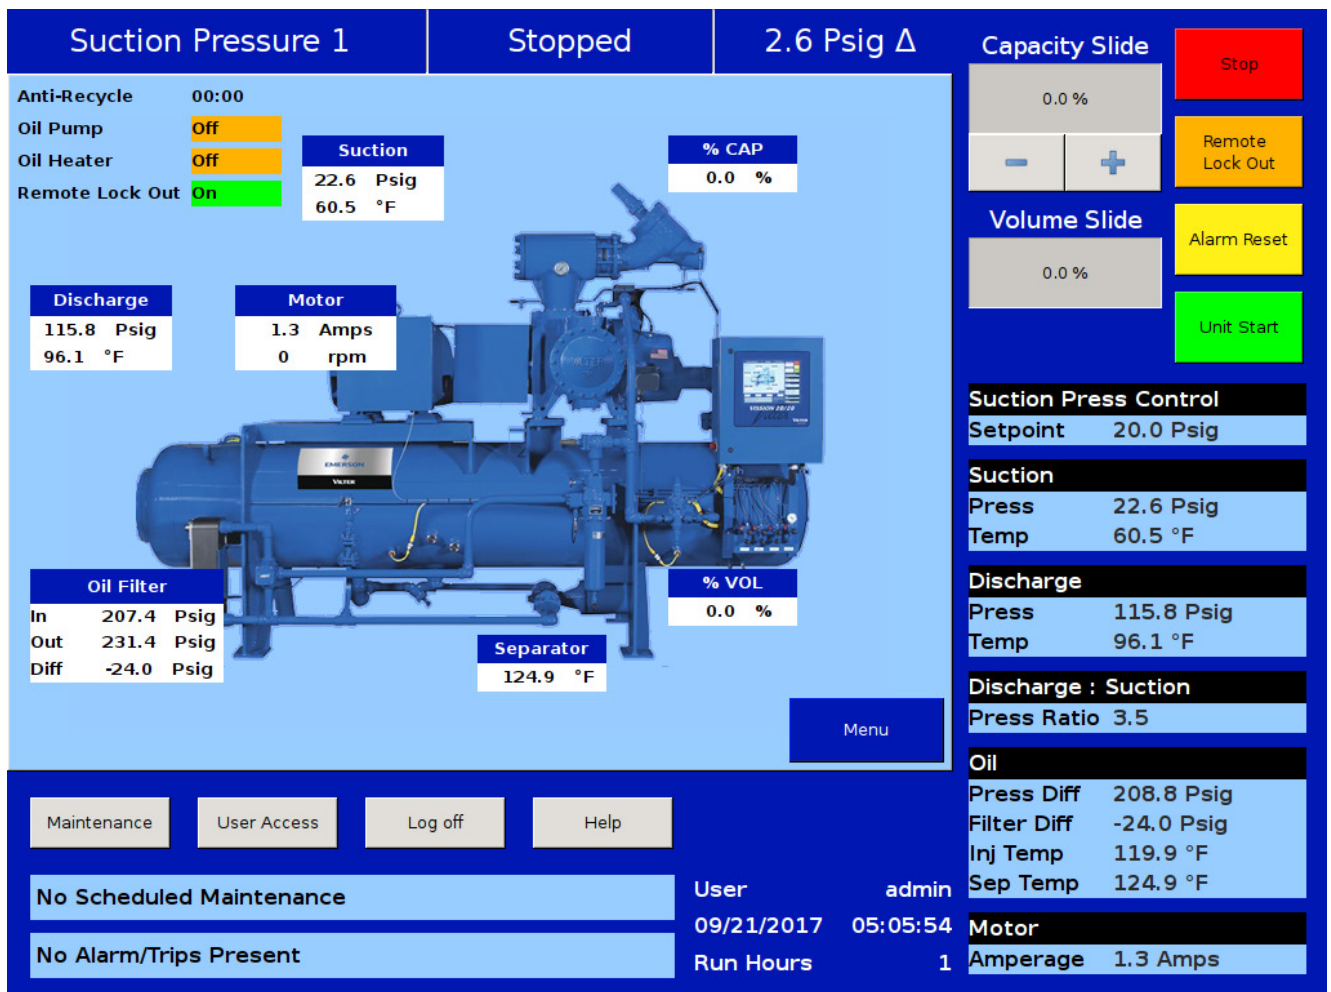 Suction Pressure 1
Stopped
2.6 Psig Δ
Anti-Recycle 00:00
Oil Pump Off
Oil Heater Off
Remote Lock Out On
Suction
22.6 Psig
60.5 °F
% CAP
0.0 %
Discharge
115.8 Psig
96.1 °F
Motor
1.3 Amps
0 rpm
VISSION 20/20
VILTER
EMERSON
VILTER
Oil Filter
In 207.4 Psig
Out 231.4 Psig
Diff -24.0 Psig
% VOL
0.0 %
Separator
124.9 °F
Menu
Maintenance
User Access
Log off
Help
No Scheduled Maintenance
No Alarm/Trips Present
User admin
09/21/2017 05:05:54
Run Hours 1
Capacity Slide
0.0 %
Volume Slide
0.0 %
Stop
Remote
Lock Out
Alarm Reset
Unit Start
Suction Press Control
Setpoint 20.0 Psig
Suction
Press 22.6 Psig
Temp 60.5 °F
Discharge
Press 115.8 Psig
Temp 96.1 °F
Discharge : Suction
Press Ratio 3.5
Oil
Press Diff 208.8 Psig
Filter Diff -24.0 Psig
Inj Temp 119.9 °F
Sep Temp 124.9 °F
Motor
Amperage 1.3 Amps